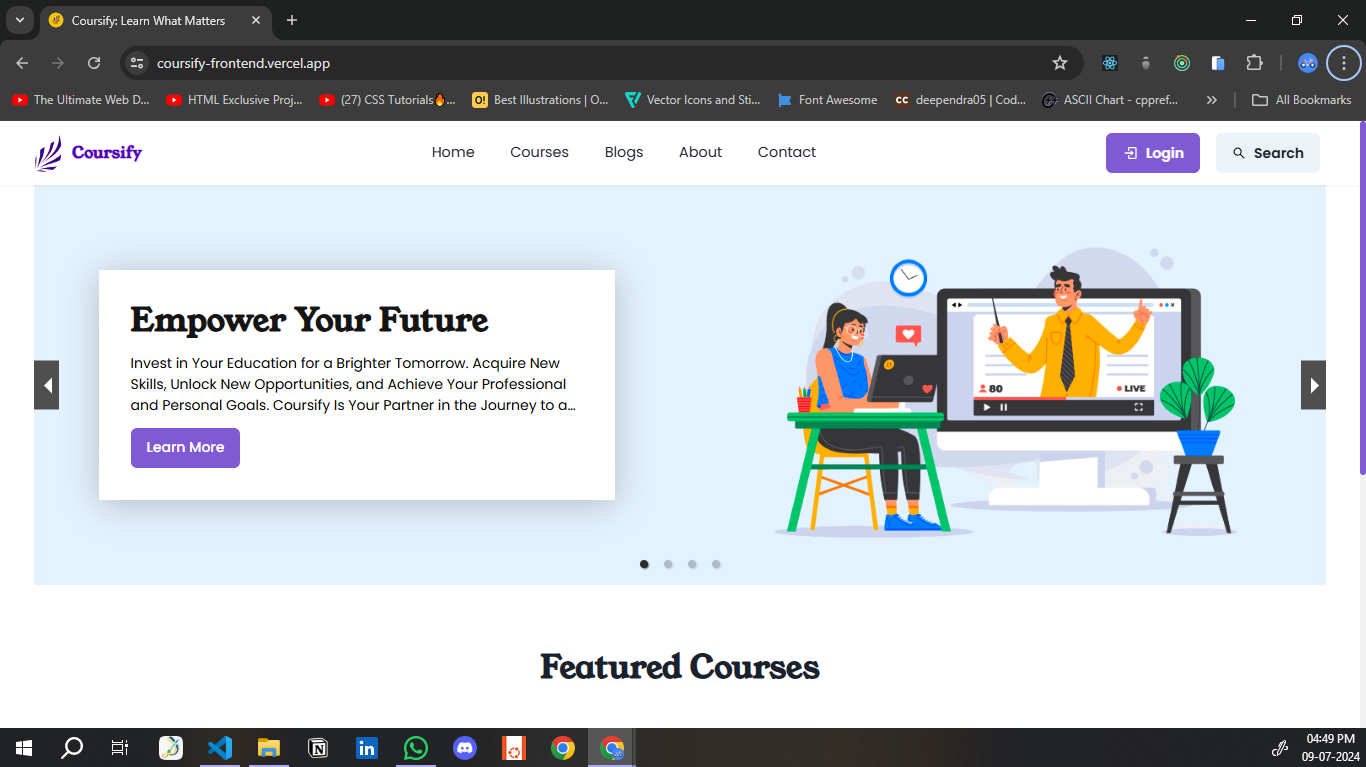 Coursify: Learn What Matters
coursify-frontend.vercel.app
The Ultimate Web D...
HTML Exclusive Proj...
(27) CSS Tutorials🔥...
O!
Best Illustrations | O...
Vector Icons and Sti...
Font Awesome
CC
deependra05 | Cod...
ASCII Chart - cppref...
All Bookmarks
Coursify
Home
Courses
Blogs
About
Contact
Login
Search
Empower Your Future
Invest in Your Education for a Brighter Tomorrow. Acquire New
Skills, Unlock New Opportunities, and Achieve Your Professional
and Personal Goals. Coursify Is Your Partner in the Journey to a...
Learn More
80
LIVE
Featured Courses
in
04:49 PM
09-07-2024